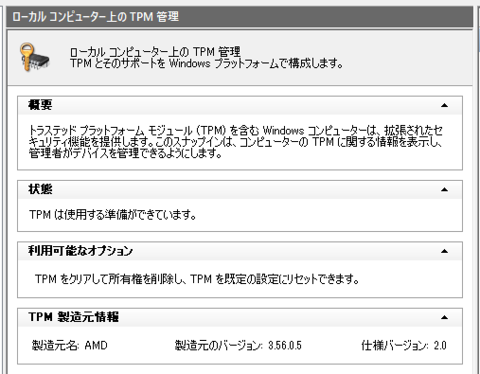 ローカル コンピューター上の TPM 管理
ローカル コンピューター上の TPM 管理
TPM とそのサポートを Windows プラットフォームで構成します。
概要
トラステッド プラットフォーム モジュール (TPM) を含む Windows コンピューターは、拡張されたセ
キュリティ機能を提供します。このスナップインは、コンピューターの TPM に関する情報を表示し、
管理者がデバイスを管理できるようにします。
状態
TPM は使用する準備ができています。
利用可能なオプション
TPM をクリアして所有権を削除し、TPM を既定の設定にリセットできます。
TPM 製造元情報
製造元名: AMD 製造元のバージョン: 3.56.0.5 仕様バージョン: 2.0